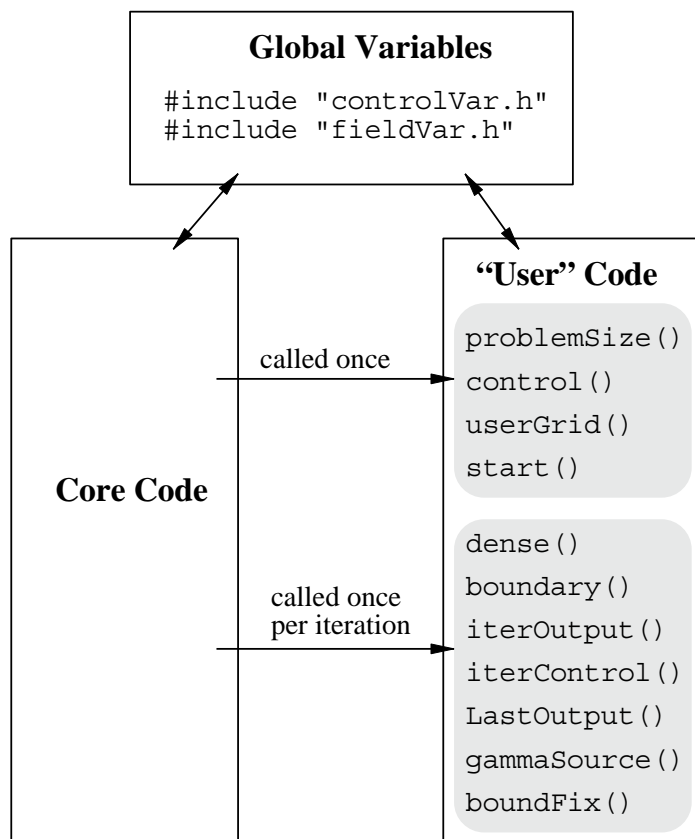 Global Variables
#include "controlVar.h"
#include "fieldVar.h"
“User” Code
problemSize()
called once
control()
userGrid()
start()
Core Code
dense()
boundary()
called once
per iteration
iterOutput()
iterControl()
LastOutput()
gammaSource()
boundFix()